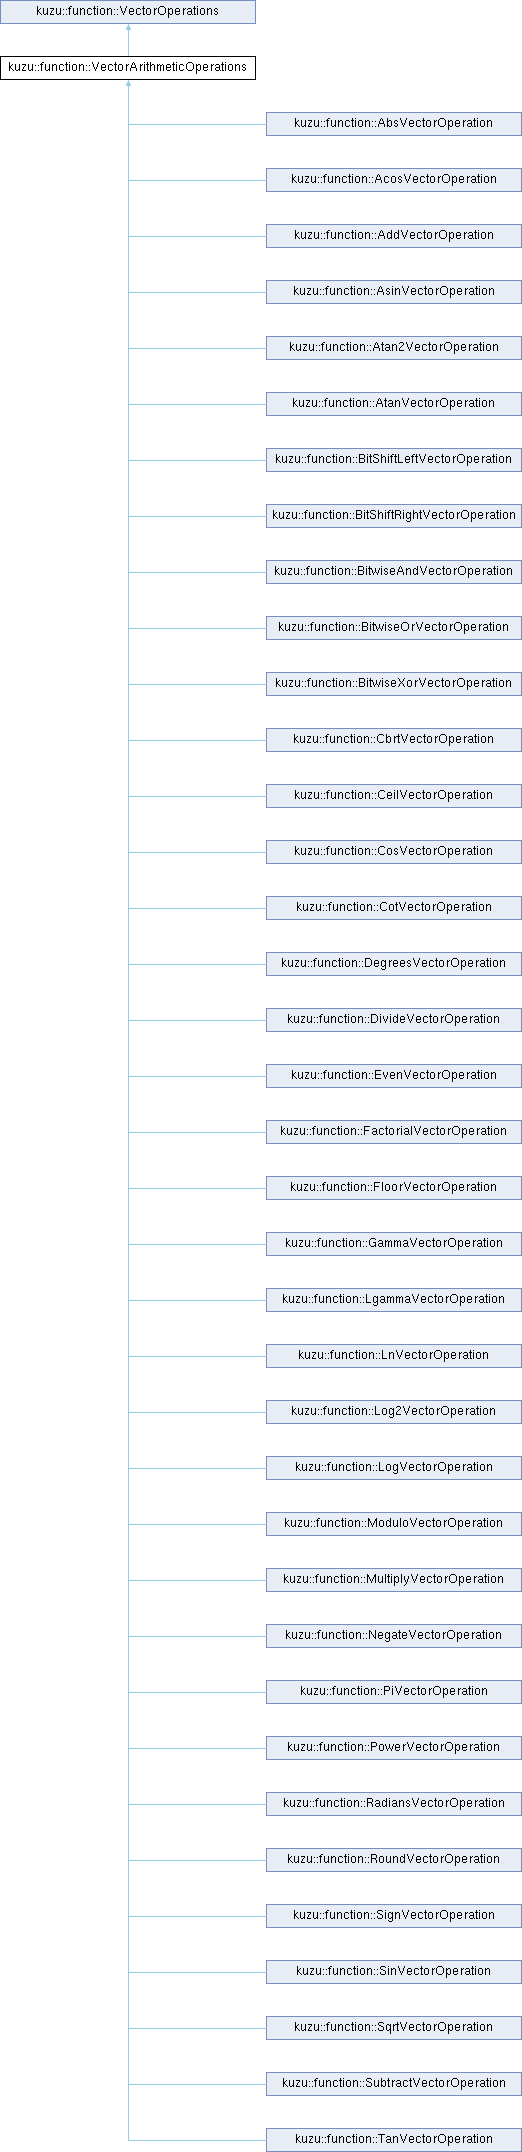 kuzu::function::VectorOperations
kuzu::function::VectorArithmeticOperations
kuzu::function::AbsVectorOperation
kuzu::function::AcosVectorOperation
kuzu::function::AddVectorOperation
kuzu::function::AsinVectorOperation
kuzu::function::Atan2VectorOperation
kuzu::function::AtanVectorOperation
kuzu::function::BitShiftLeftVectorOperation
kuzu::function::BitShiftRightVectorOperation
kuzu::function::BitwiseAndVectorOperation
kuzu::function::BitwiseOrVectorOperation
kuzu::function::BitwiseXorVectorOperation
kuzu::function::CbrtVectorOperation
kuzu::function::CeilVectorOperation
kuzu::function::CosVectorOperation
kuzu::function::CotVectorOperation
kuzu::function::DegreesVectorOperation
kuzu::function::DivideVectorOperation
kuzu::function::EvenVectorOperation
kuzu::function::FactorialVectorOperation
kuzu::function::FloorVectorOperation
kuzu::function::GammaVectorOperation
kuzu::function::LgammaVectorOperation
kuzu::function::LnVectorOperation
kuzu::function::Log2VectorOperation
kuzu::function::LogVectorOperation
kuzu::function::ModuloVectorOperation
kuzu::function::MultiplyVectorOperation
kuzu::function::NegateVectorOperation
kuzu::function::PiVectorOperation
kuzu::function::PowerVectorOperation
kuzu::function::RadiansVectorOperation
kuzu::function::RoundVectorOperation
kuzu::function::SignVectorOperation
kuzu::function::SinVectorOperation
kuzu::function::SqrtVectorOperation
kuzu::function::SubtractVectorOperation
kuzu::function::TanVectorOperation